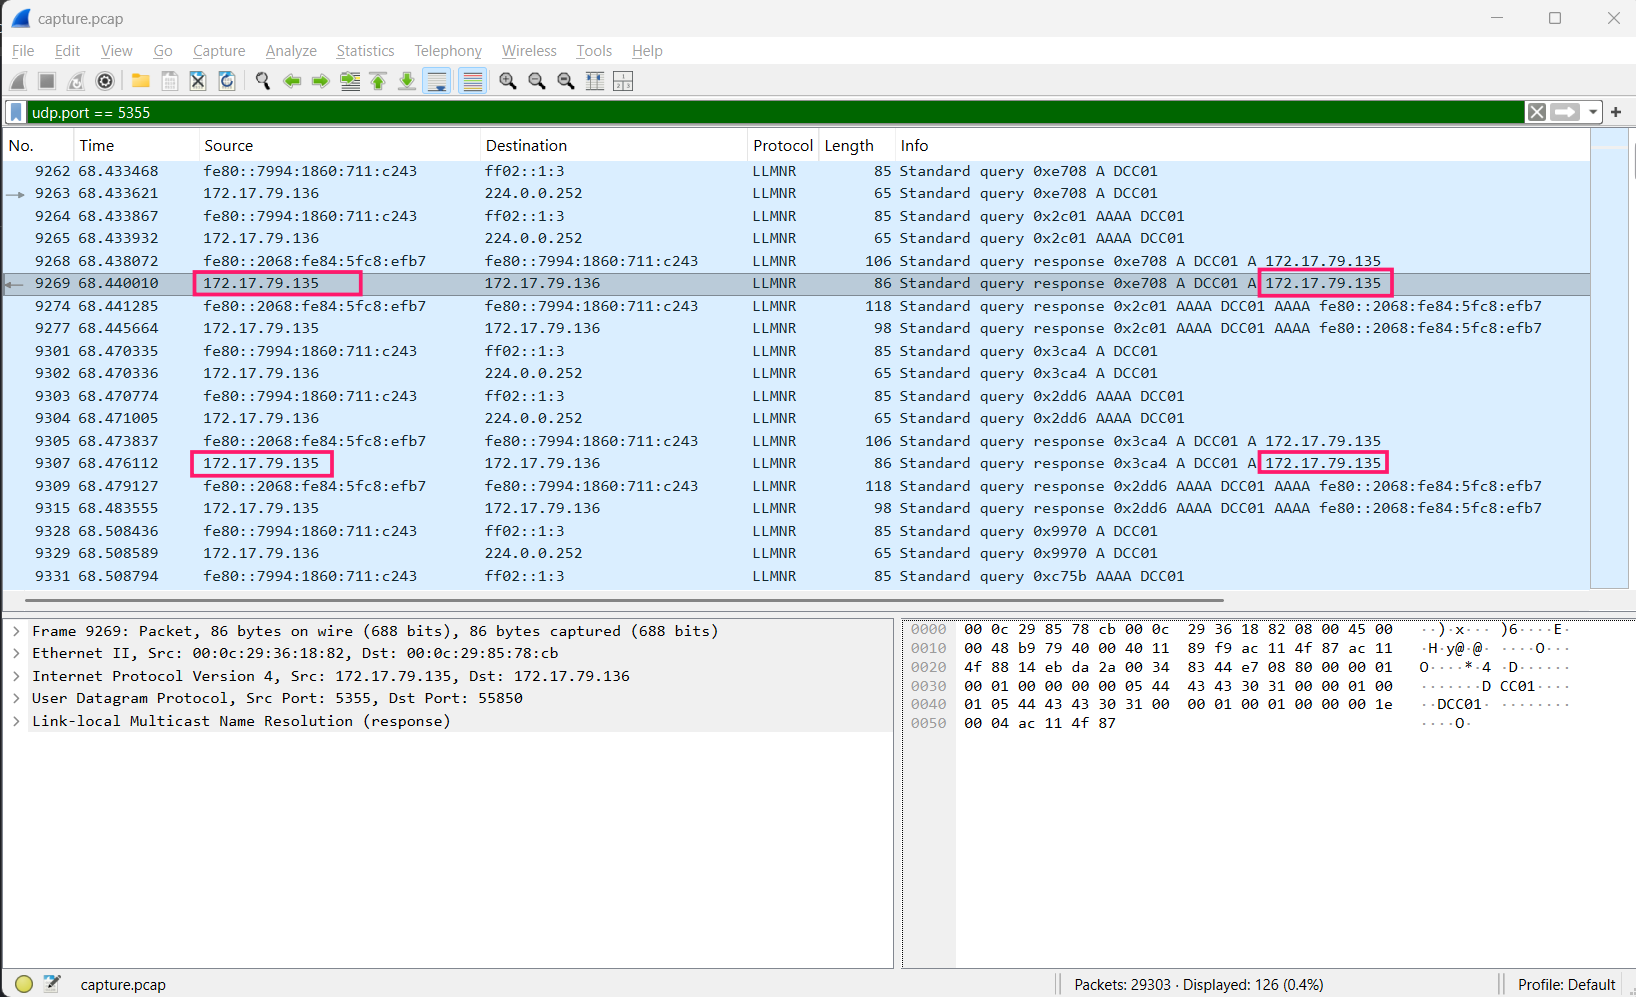 capture.pcap
File Edit View Go Capture Analyze Statistics Telephony Wireless Tools Help
udp.port == 5355
No. Time Source Destination Protocol Length Info
9262 68.433468 fe80::7994:1860:711:c243 ff02::1:3 LLMNR 85 Standard query 0xe708 A DCC01
9263 68.433621 172.17.79.136 224.0.0.252 LLMNR 65 Standard query 0xe708 A DCC01
9264 68.433867 fe80::7994:1860:711:c243 ff02::1:3 LLMNR 85 Standard query 0x2c01 AAAA DCC01
9265 68.433932 172.17.79.136 224.0.0.252 LLMNR 65 Standard query 0x2c01 AAAA DCC01
9268 68.438072 fe80::2068:fe84:5fc8:efb7 fe80::7994:1860:711:c243 LLMNR 106 Standard query response 0xe708 A DCC01 A 172.17.79.135
9269 68.440010 172.17.79.135 172.17.79.136 LLMNR 86 Standard query response 0xe708 A DCC01 A 172.17.79.135
9274 68.441285 fe80::2068:fe84:5fc8:efb7 fe80::7994:1860:711:c243 LLMNR 118 Standard query response 0x2c01 AAAA DCC01 AAAA fe80::2068:fe84:5fc8:efb7
9277 68.445664 172.17.79.135 172.17.79.136 LLMNR 98 Standard query response 0x2c01 AAAA DCC01 AAAA fe80::2068:fe84:5fc8:efb7
9301 68.470335 fe80::7994:1860:711:c243 ff02::1:3 LLMNR 85 Standard query 0x3ca4 A DCC01
9302 68.470336 172.17.79.136 224.0.0.252 LLMNR 65 Standard query 0x3ca4 A DCC01
9303 68.470774 fe80::7994:1860:711:c243 ff02::1:3 LLMNR 85 Standard query 0x2dd6 AAAA DCC01
9304 68.471005 172.17.79.136 224.0.0.252 LLMNR 65 Standard query 0x2dd6 AAAA DCC01
9305 68.473837 fe80::2068:fe84:5fc8:efb7 fe80::7994:1860:711:c243 LLMNR 106 Standard query response 0x3ca4 A DCC01 A 172.17.79.135
9307 68.476112 172.17.79.135 172.17.79.136 LLMNR 86 Standard query response 0x3ca4 A DCC01 A 172.17.79.135
9309 68.479127 fe80::2068:fe84:5fc8:efb7 fe80::7994:1860:711:c243 LLMNR 118 Standard query response 0x2dd6 AAAA DCC01 AAAA fe80::2068:fe84:5fc8:efb7
9315 68.483555 172.17.79.135 172.17.79.136 LLMNR 98 Standard query response 0x2dd6 AAAA DCC01 AAAA fe80::2068:fe84:5fc8:efb7
9328 68.508436 fe80::7994:1860:711:c243 ff02::1:3 LLMNR 85 Standard query 0x9970 A DCC01
9329 68.508589 172.17.79.136 224.0.0.252 LLMNR 65 Standard query 0x9970 A DCC01
9331 68.508794 fe80::7994:1860:711:c243 ff02::1:3 LLMNR 85 Standard query 0xc75b AAAA DCC01
Frame 9269: Packet, 86 bytes on wire (688 bits), 86 bytes captured (688 bits)
Ethernet II, Src: 00:0c:29:36:18:82, Dst: 00:0c:29:85:78:cb
Internet Protocol Version 4, Src: 172.17.79.135, Dst: 172.17.79.136
User Datagram Protocol, Src Port: 5355, Dst Port: 55850
Link-local Multicast Name Resolution (response)
0000 00 0c 29 85 78 cb 00 0c 29 36 18 82 08 00 45 00 ··)·x··· )6····E·
0010 00 48 b9 79 40 00 40 11 89 f9 ac 11 4f 87 ac 11 ·H·y@·@· ····O···
0020 4f 88 14 eb da 2a 00 34 83 44 e7 08 80 00 00 01 O····*·4 ·D······
0030 00 01 00 00 00 00 05 44 43 43 30 31 00 00 01 00 ·······D CC01····
0040 01 05 44 43 43 30 31 00 00 01 00 01 00 00 00 1e ··DCC01· ········
0050 00 04 ac 11 4f 87 ····O·
capture.pcap
Packets: 29303 · Displayed: 126 (0.4%)
Profile: Default